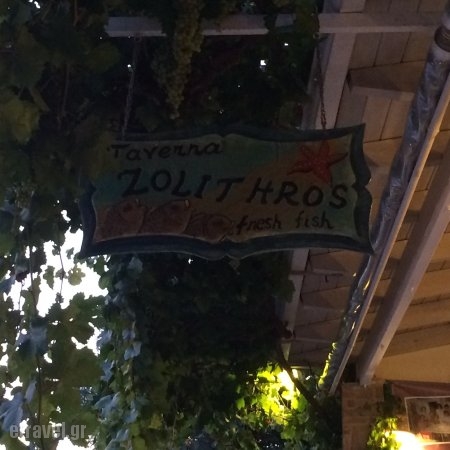 Taverna
ZOLITHROS
fresh fish
etravel.gr